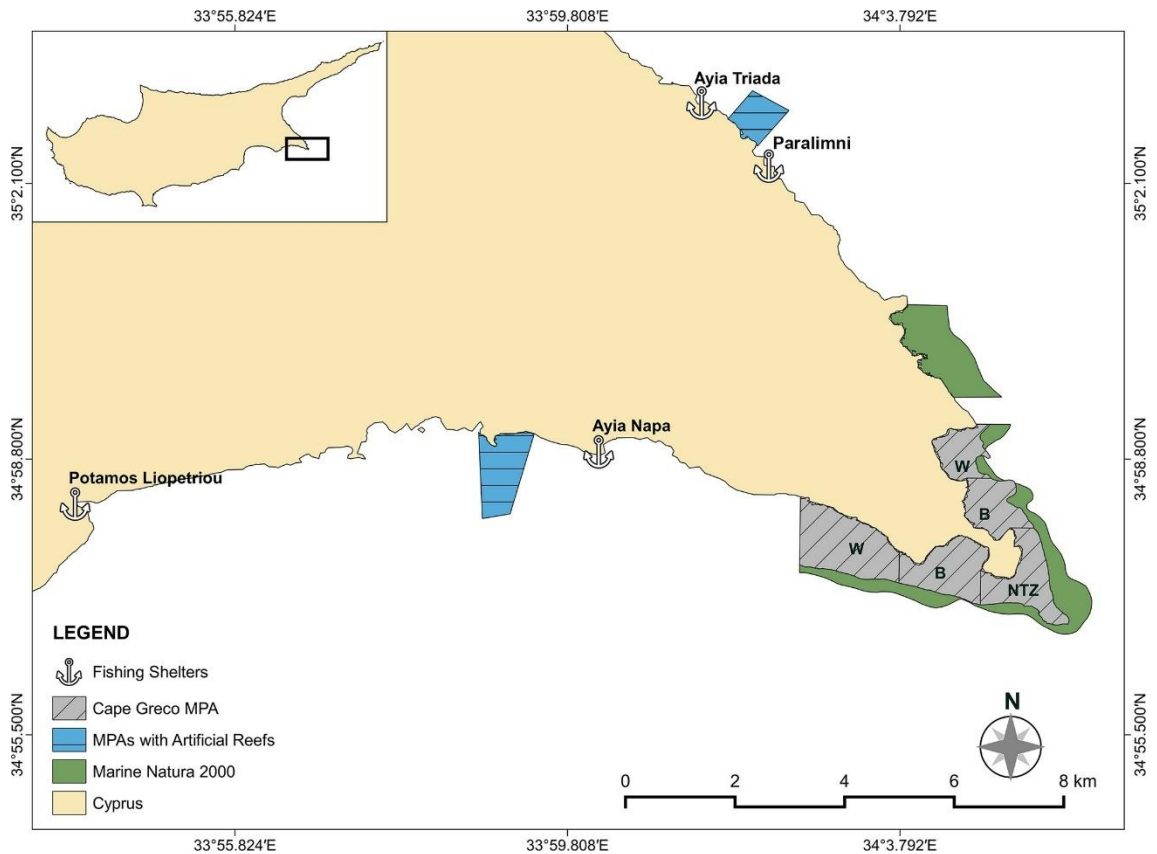 33°55.824′E
33°59.808′E
34°3.792′E
Ayia Triada
Paralimni
35°2.100′N
35°2.100′N
Ayia Napa
34°58.800′N
34°58.800′N
Potamos Liopetriou
W
B
W
B
NTZ
LEGEND
Fishing Shelters
Cape Greco MPA
MPAs with Artificial Reefs
Marine Natura 2000
Cyprus
34°55.500′N
34°55.500′N
N
0 2 4 6 8 km
33°55.824′E
33°59.808′E
34°3.792′E